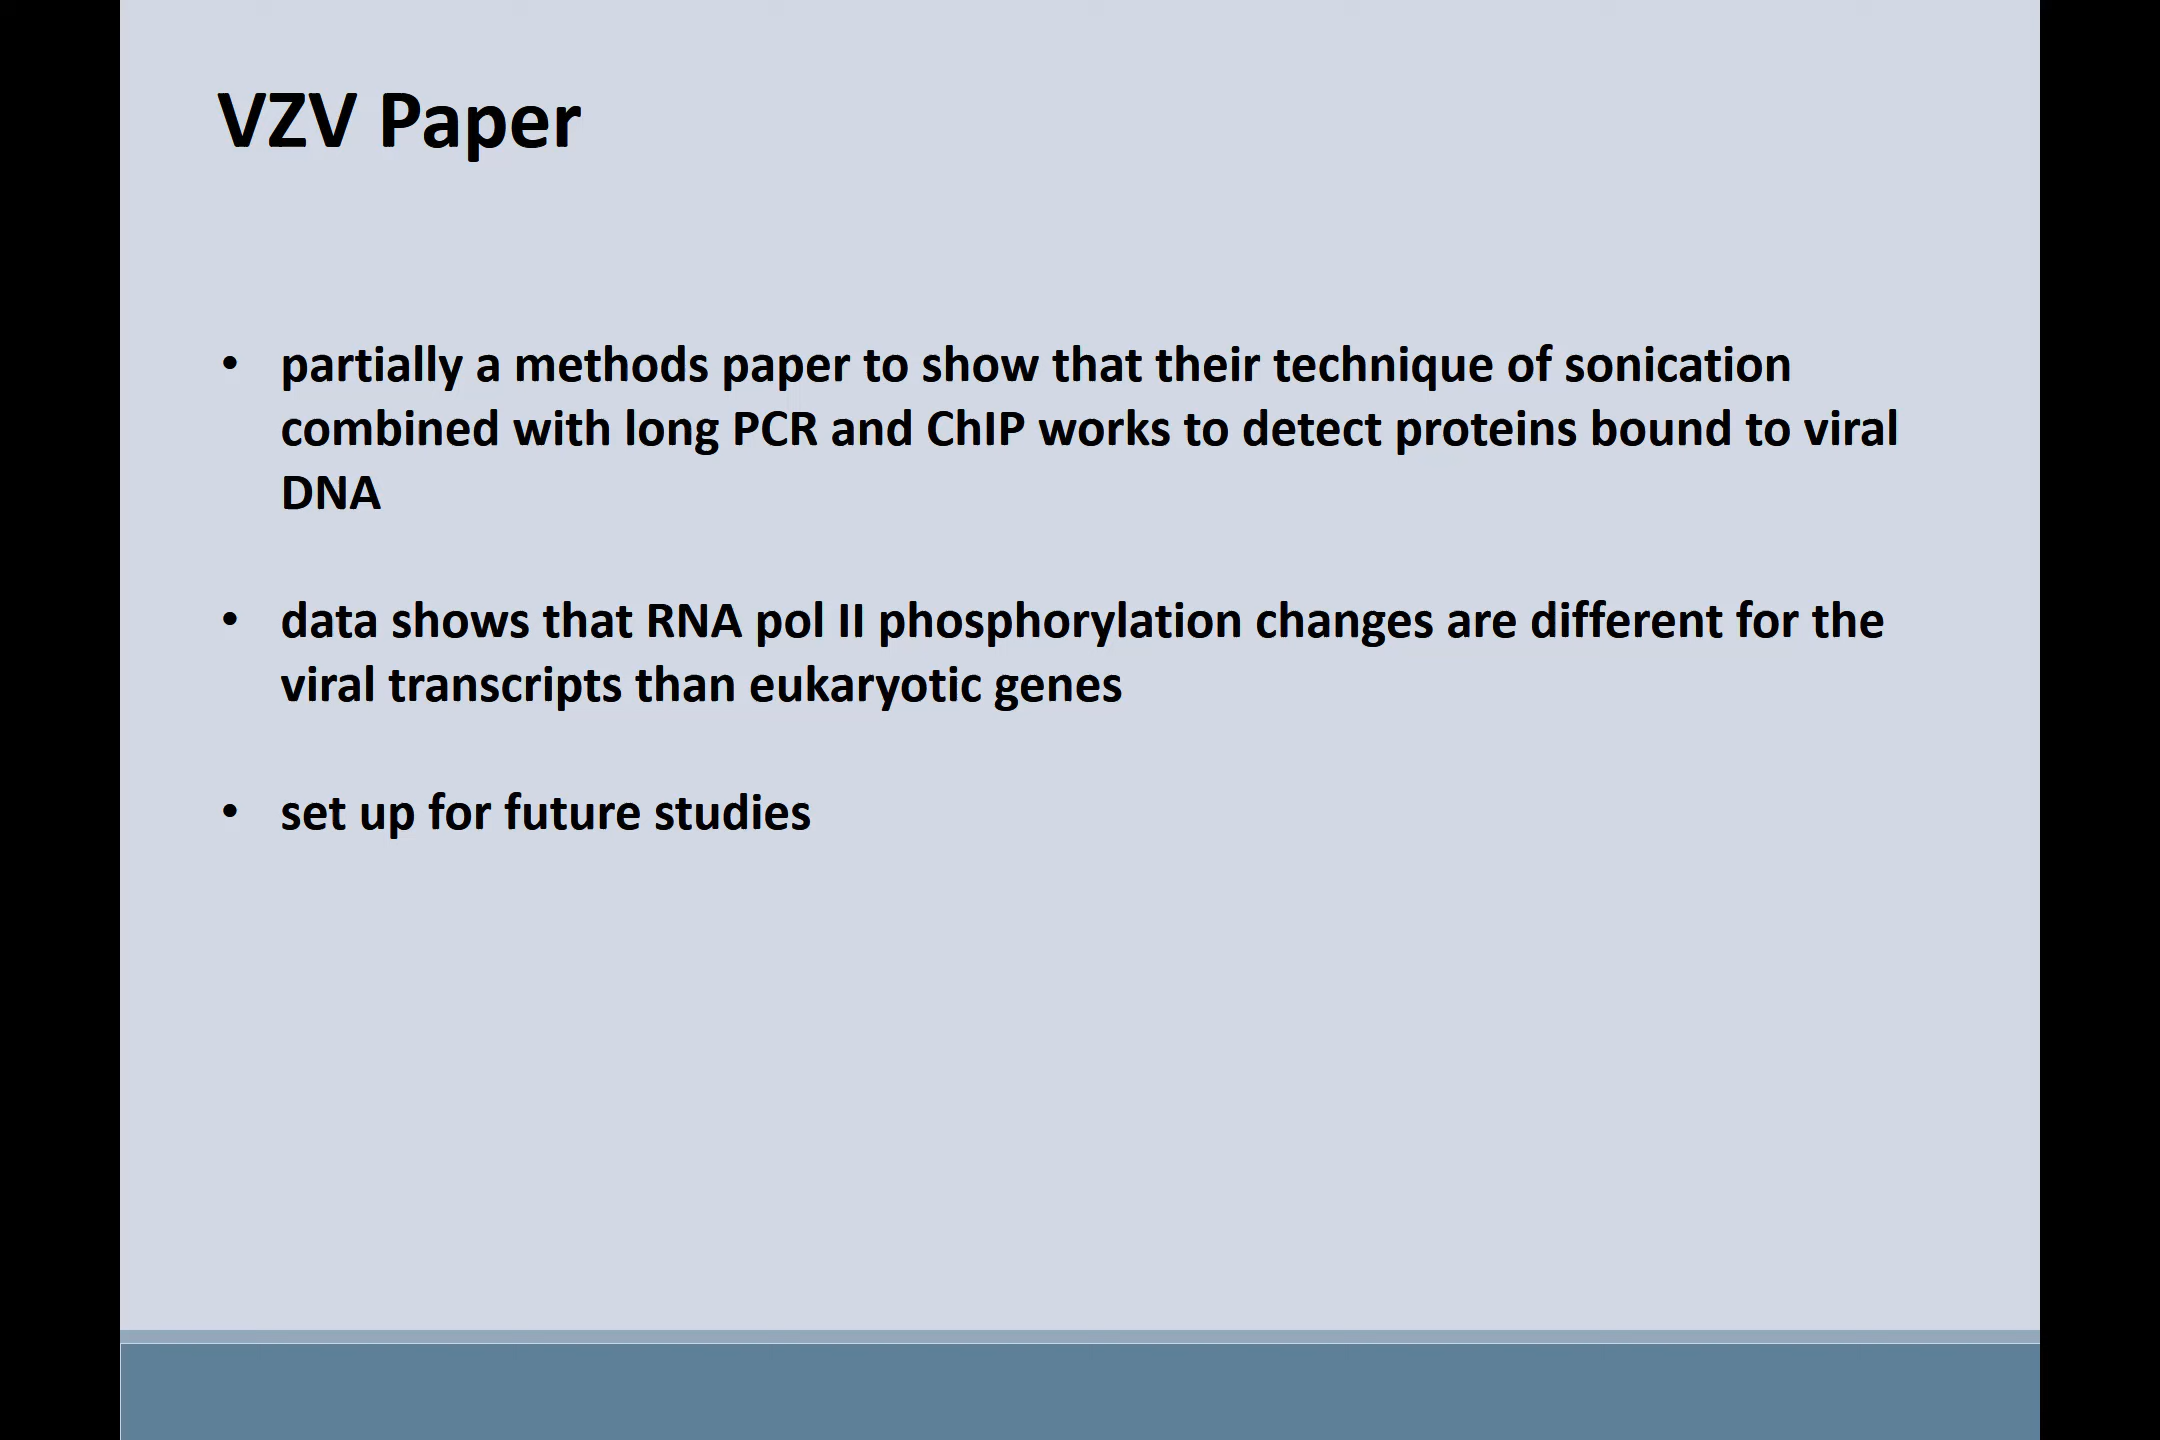 VZV Paper
• partially a methods paper to show that their technique of sonication
combined with long PCR and ChIP works to detect proteins bound to viral
DNA
• data shows that RNA pol II phosphorylation changes are different for the
viral transcripts than eukaryotic genes
• set up for future studies